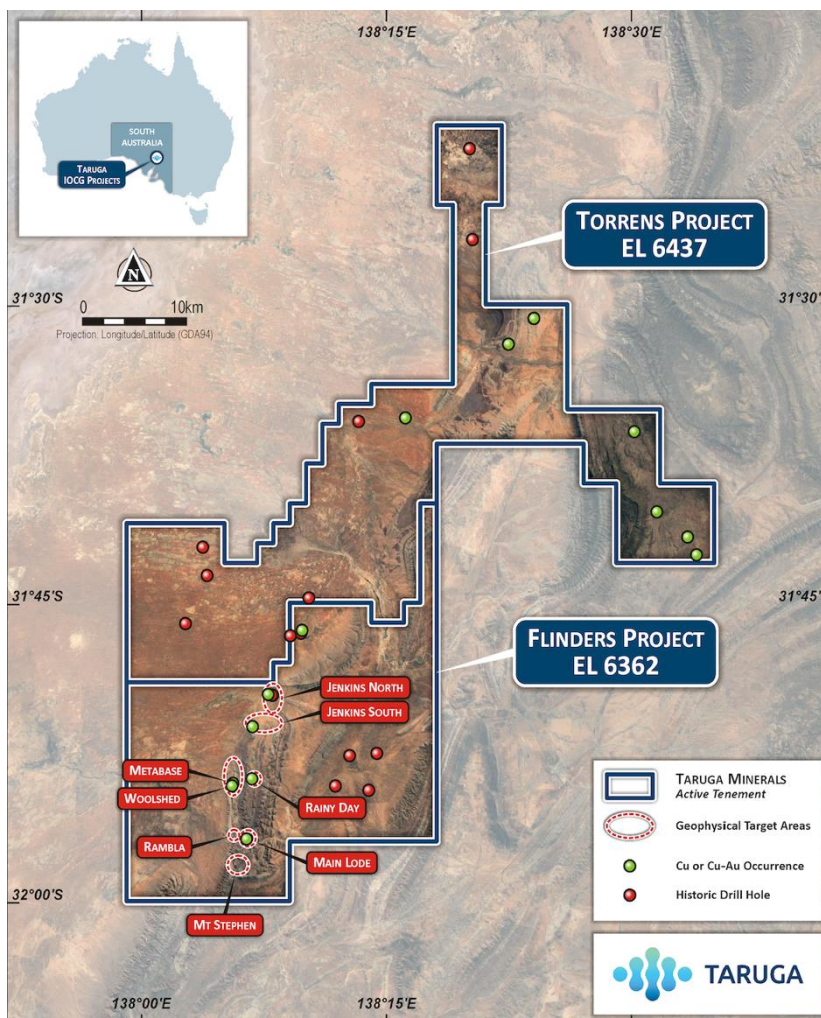 138°15'E
138°30'E
SOUTH
AUSTRALIA
TARUGA
IOCG PROJECTS
N
0 10km
Projection: Longitude/Latitude (GDA94)
TORRENS PROJECT
EL 6437
31°30'S
31°30'S
31°45'S
31°45'S
FLINDERS PROJECT
EL 6362
JENKINS NORTH
JENKINS SOUTH
METABASE
WOOLSHED
RAINY DAY
RAMBLA
MAIN LODE
MT STEPHEN
32°00'S
TARUGA MINERALS
Active Tenement
Geophysical Target Areas
Cu or Cu-Au Occurrence
Historic Drill Hole
TARUGA
138°00'E
138°15'E
138°30'E